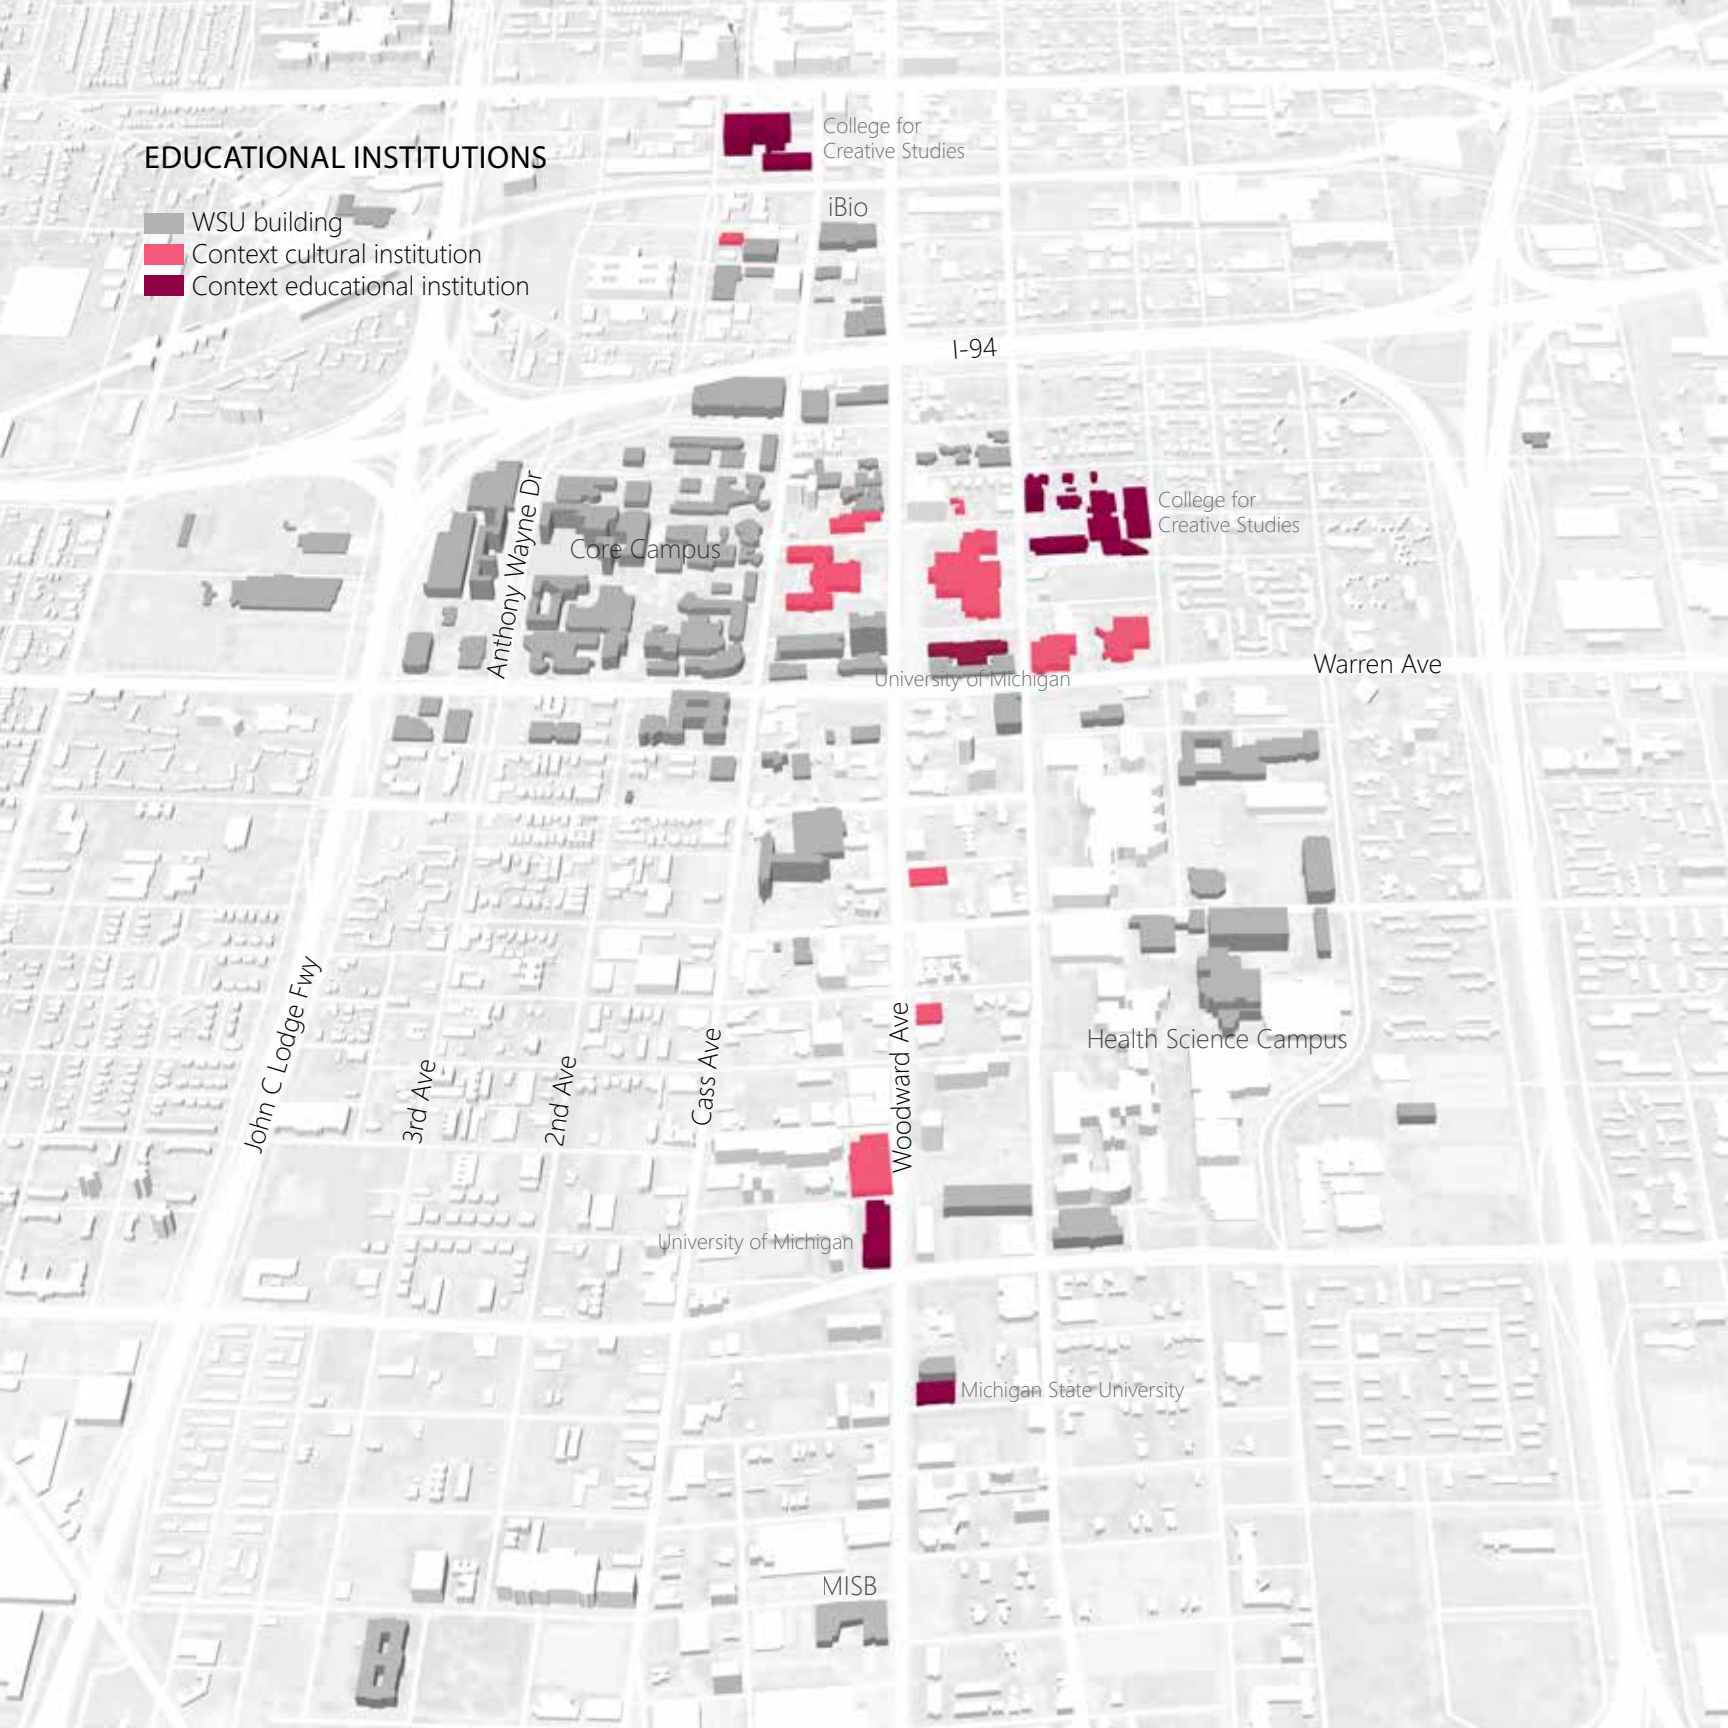 College for
Creative Studies
EDUCATIONAL INSTITUTIONS
iBio
WSU building
Context cultural institution
Context educational institution
I-94
Anthony Wayne Dr
College for
Creative Studies
Core Campus
Warren Ave
University of Michigan
John C Lodge Fwy
3rd Ave
2nd Ave
Cass Ave
Woodward Ave
Health Science Campus
University of Michigan
Michigan State University
MISB